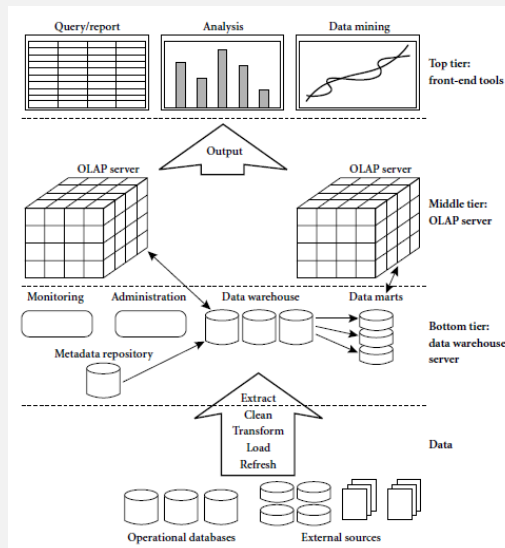 Query/report
Analysis
Data mining
Top tier:
front-end tools
Output
OLAP server
OLAP server
Middle tier:
OLAP server
Monitoring
Administration
Data warehouse
Data marts
Metadata repository
Bottom tier:
data warehouse
server
Extract
Clean
Transform
Load
Refresh
Data
Operational databases
External sources